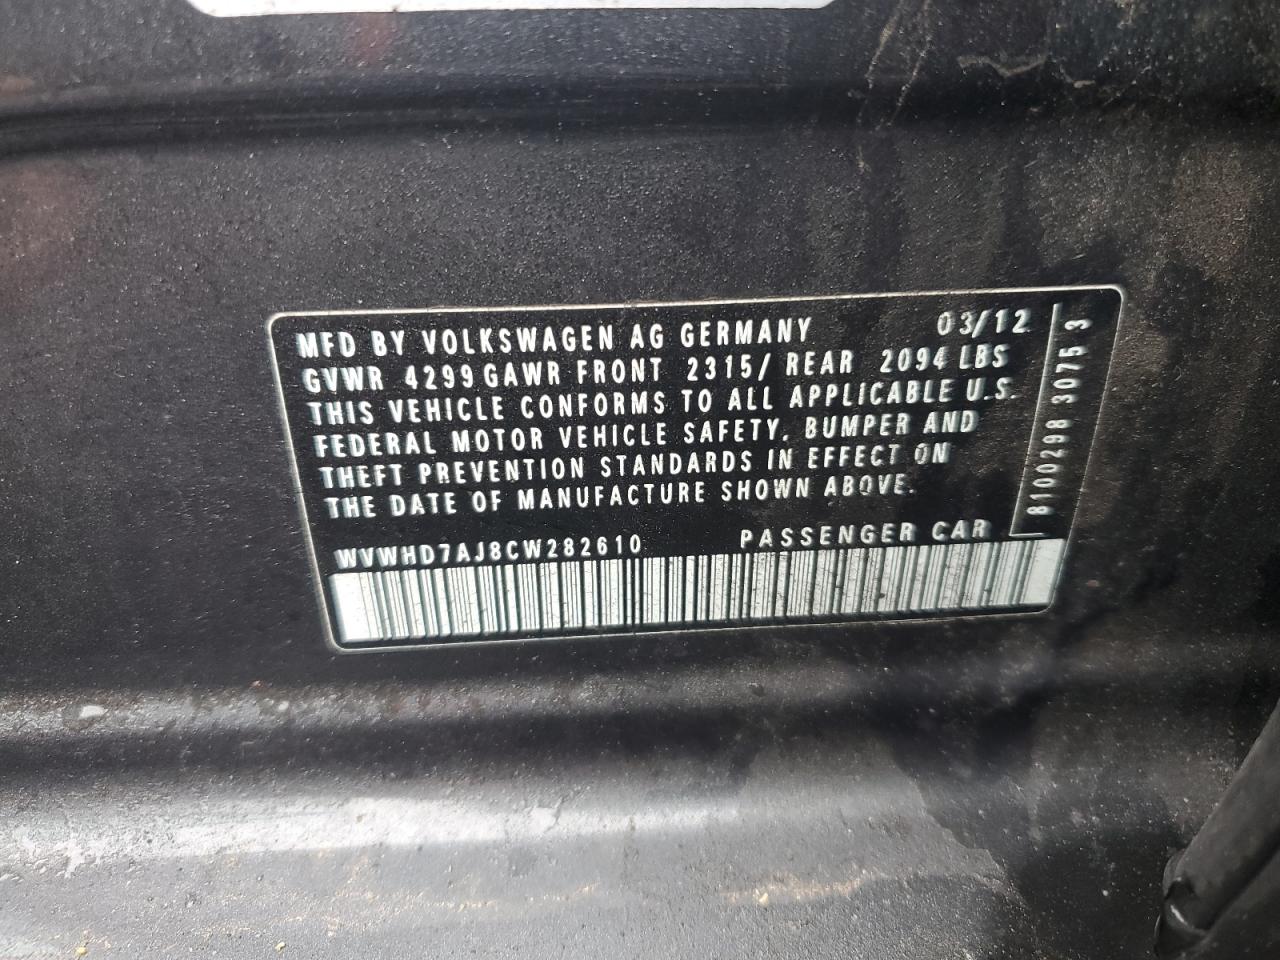 MFD BY VOLKSWAGEN AG GERMANY 03/12
GVWR 4299 GAWR FRONT 2315/ REAR 2094 LBS
THIS VEHICLE CONFORMS TO ALL APPLICABLE U.S.
FEDERAL MOTOR VEHICLE SAFETY, BUMPER AND
THEFT PREVENTION STANDARDS IN EFFECT ON
THE DATE OF MANUFACTURE SHOWN ABOVE.
WVWHD7AJ8CW282610 PASSENGER CAR
8100298 3075 3